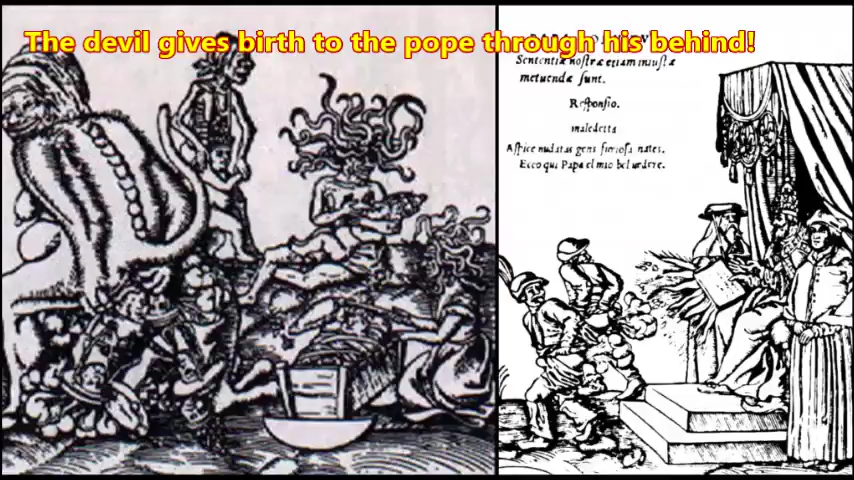 The devil gives birth to the pope through his behind!
Sententiæ nostræ etiam iniustæ
metuendæ sunt.
Responsio.
maledetta
Aspice nudatas gens furiosa nates.
Ecco qui Papa el mio bel uedere.